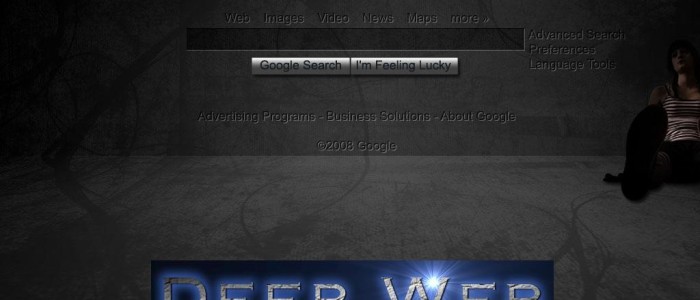 Web Images Video News Maps more »
Advanced Search
Preferences
Language Tools
Google Search I'm Feeling Lucky
Advertising Programs - Business Solutions - About Google
©2008 Google
DEEP WEB